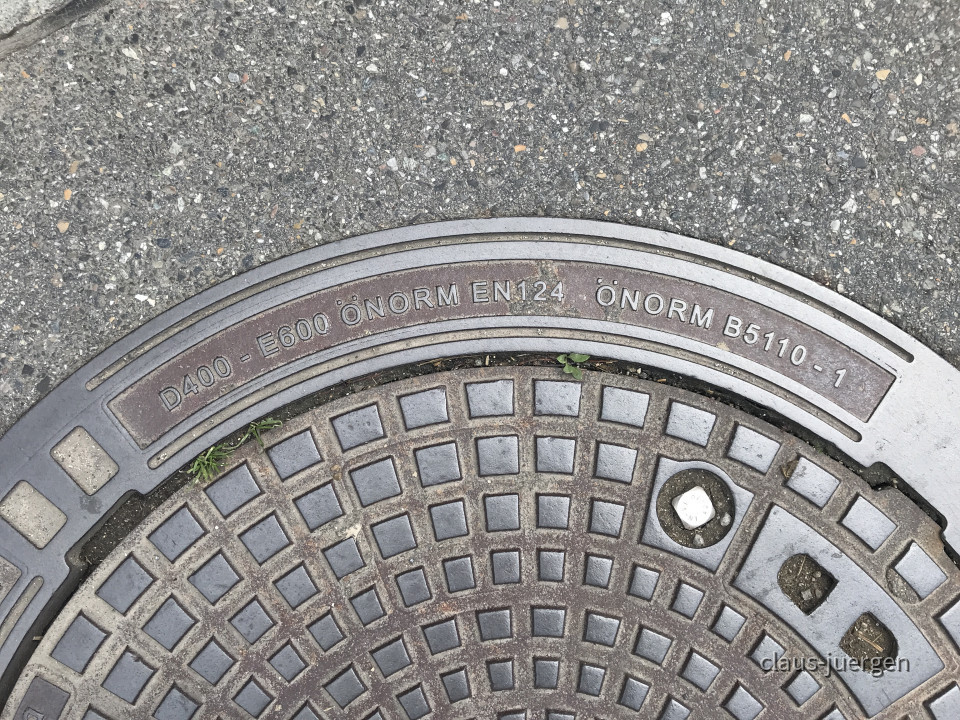 D400 - E600 ÖNORM EN124 ÖNORM B5110 - 1
claus-juergen